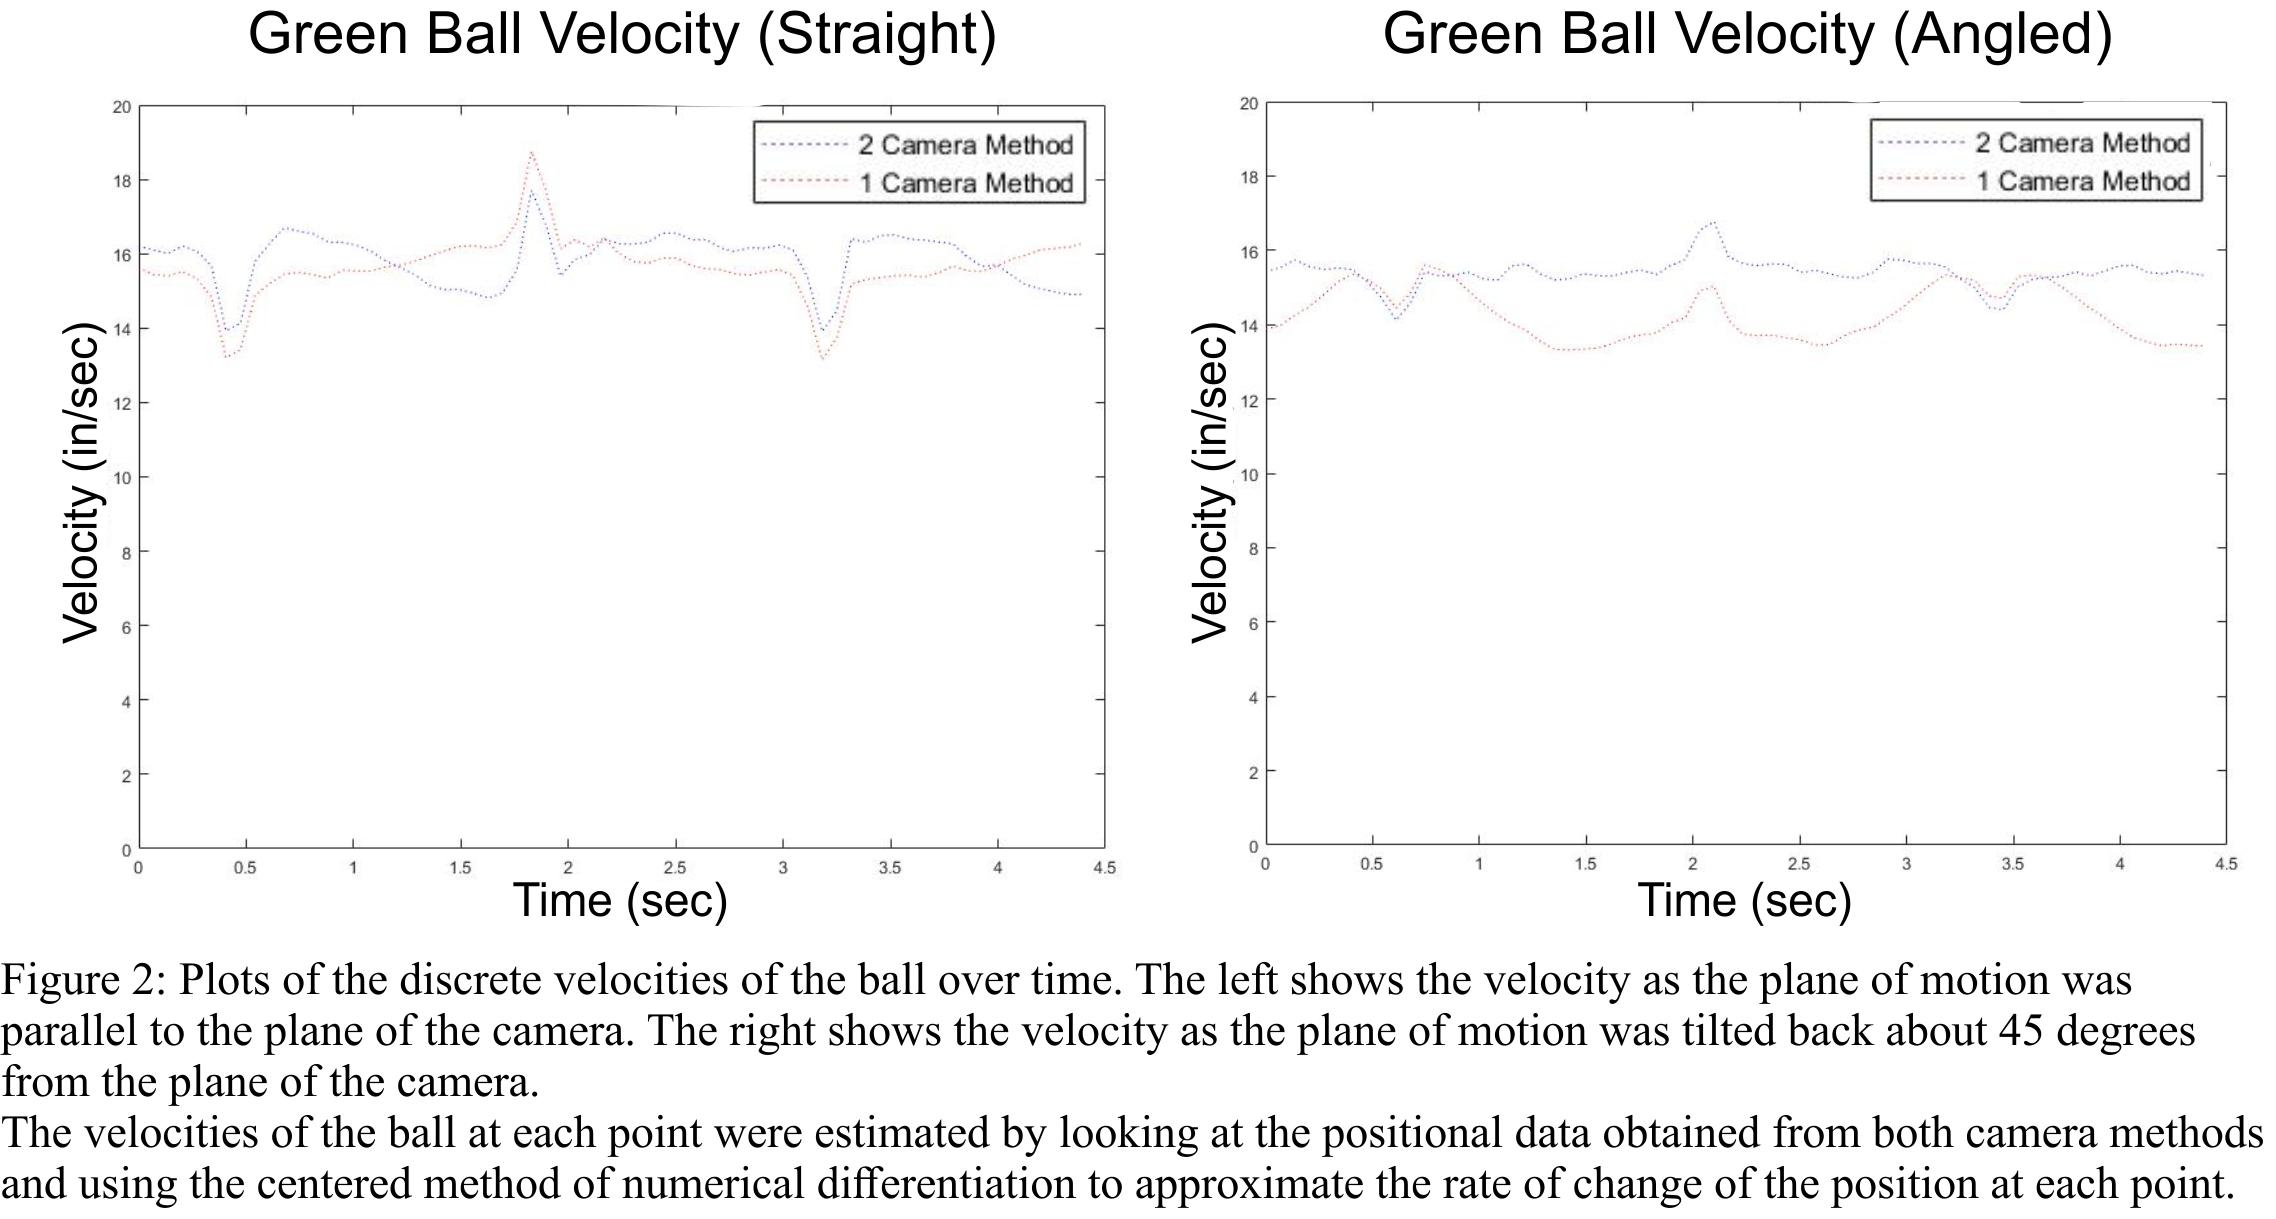 Green Ball Velocity (Straight)
20
18
16
14
12
10
8
6
4
2
0
Velocity (in/sec)
2 Camera Method
1 Camera Method
0 0.5 1 1.5 2 2.5 3 3.5 4 4.5
Time (sec)
Green Ball Velocity (Angled)
20
18
16
14
12
10
8
6
4
2
0
Velocity (in/sec)
2 Camera Method
1 Camera Method
0 0.5 1 1.5 2 2.5 3 3.5 4 4.5
Time (sec)
Figure 2: Plots of the discrete velocities of the ball over time. The left shows the velocity as the plane of motion was
parallel to the plane of the camera. The right shows the velocity as the plane of motion was tilted back about 45 degrees
from the plane of the camera.
The velocities of the ball at each point were estimated by looking at the positional data obtained from both camera methods
and using the centered method of numerical differentiation to approximate the rate of change of the position at each point.